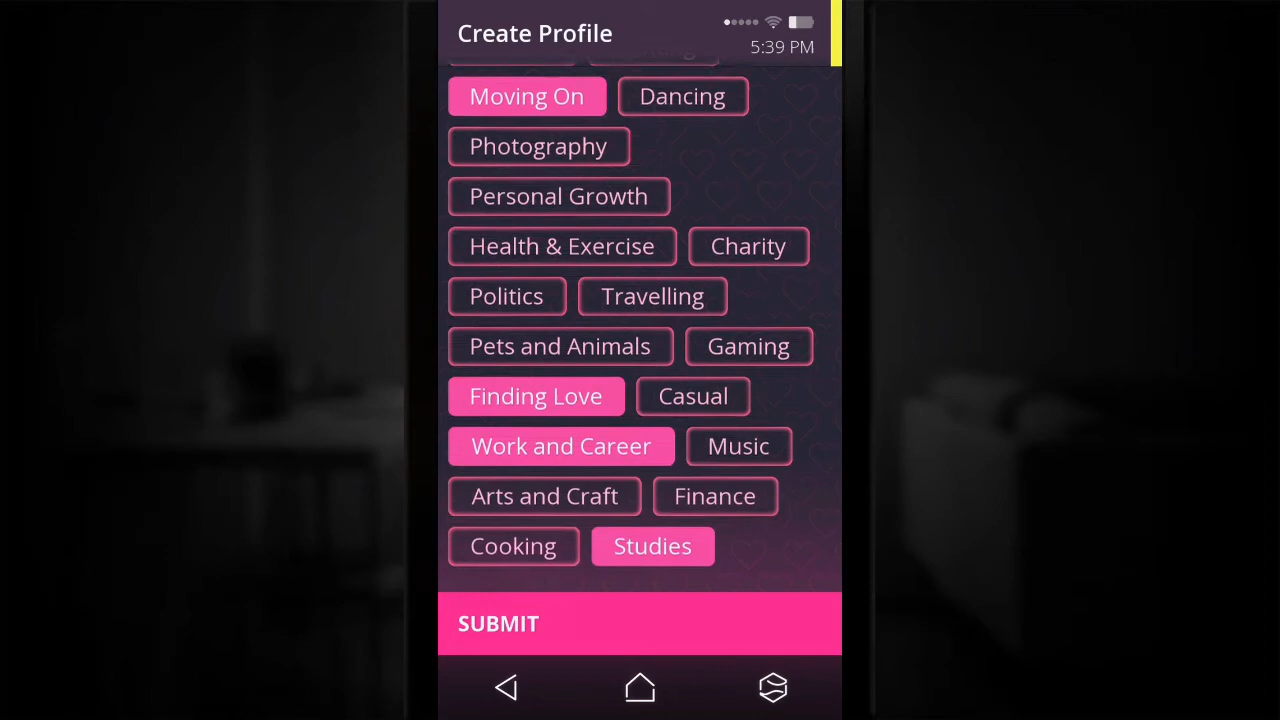 Create Profile
5:39 PM
Moving On Dancing
Photography
Personal Growth
Health & Exercise Charity
Politics Travelling
Pets and Animals Gaming
Finding Love Casual
Work and Career Music
Arts and Craft Finance
Cooking Studies
SUBMIT